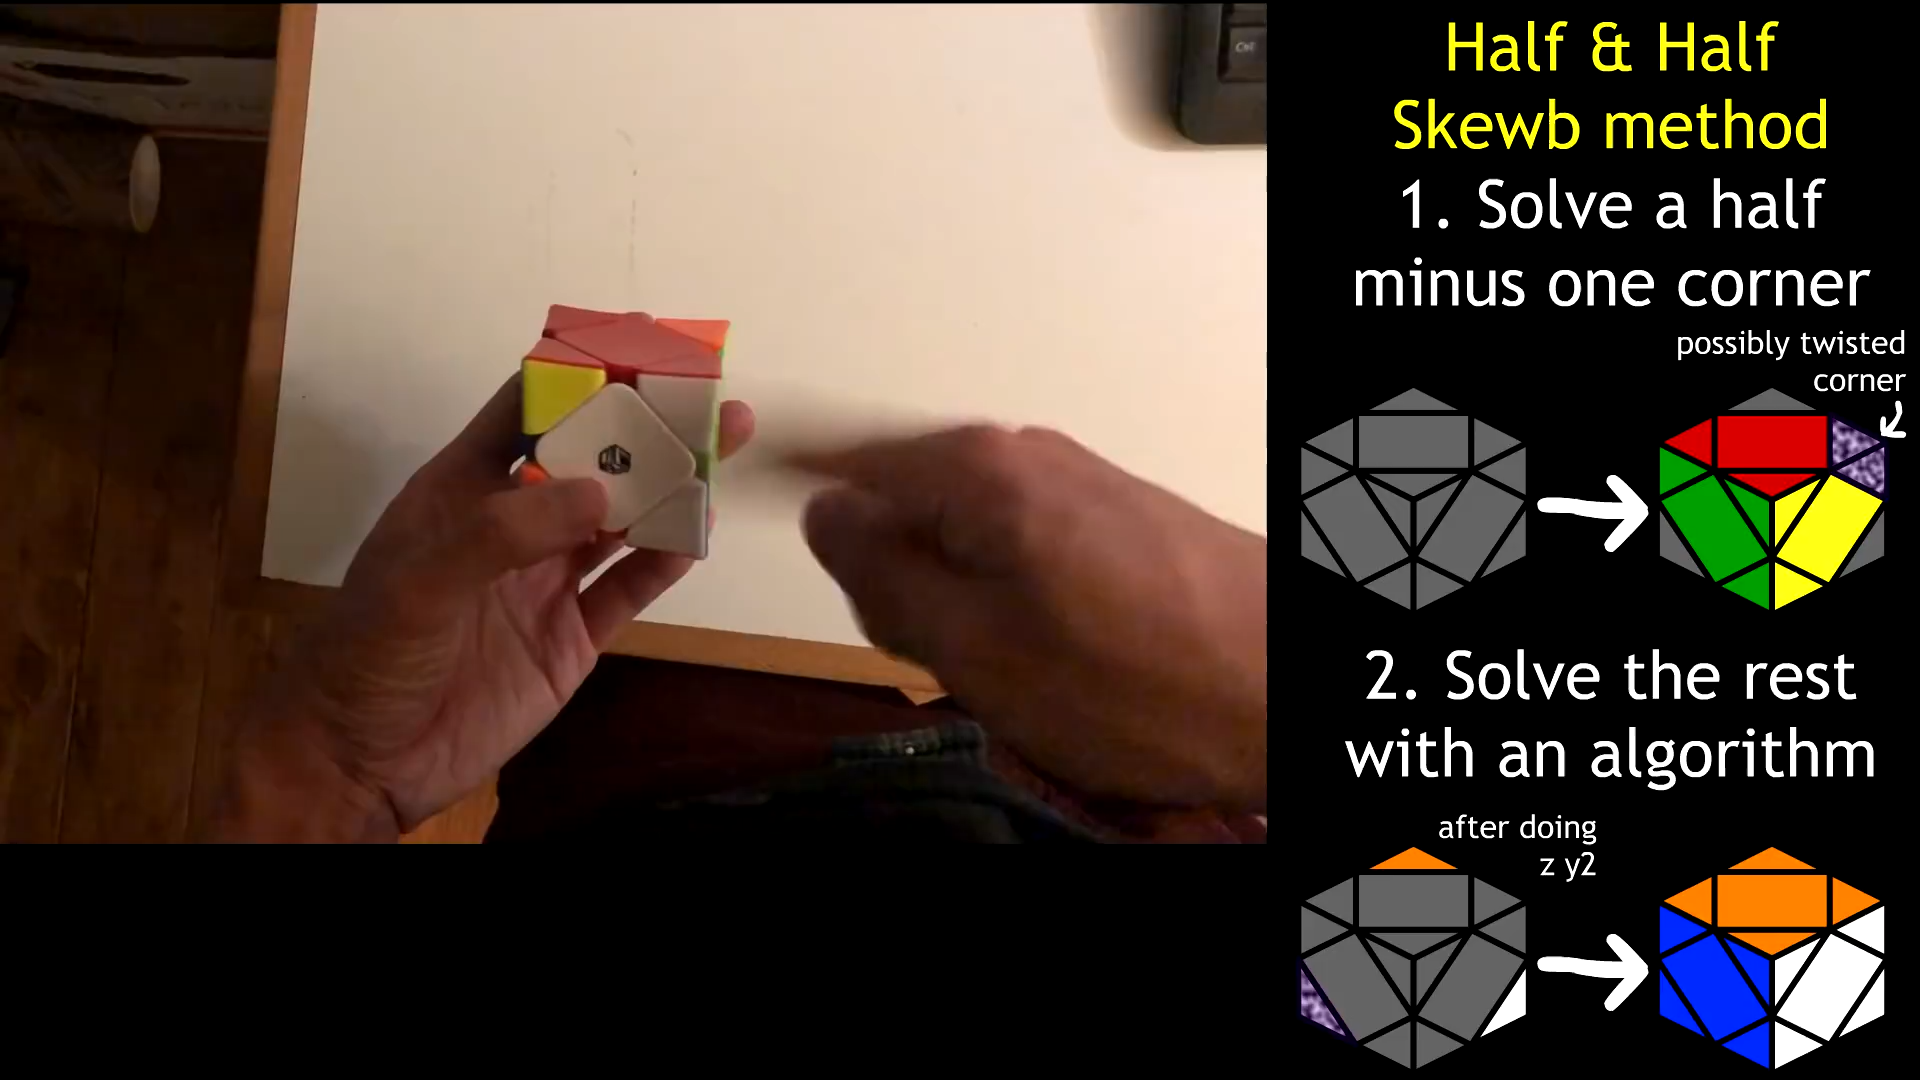 Half & Half
Skewb method
1. Solve a half
minus one corner
possibly twisted
corner
2. Solve the rest
with an algorithm
after doing
z y2
Ctrl